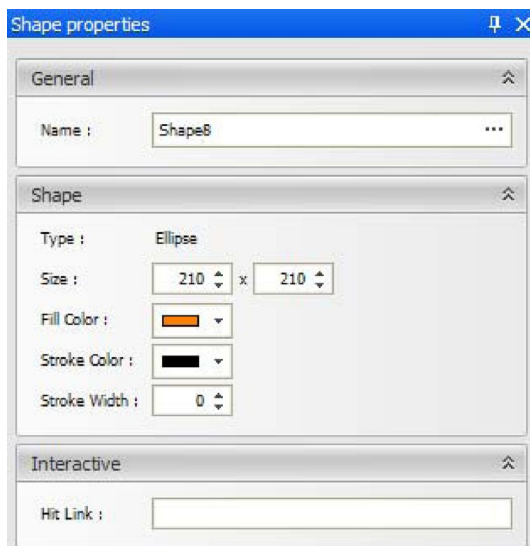 Shape properties
General
Name : Shape8 ...
Shape
Type : Ellipse
Size : 210 x 210
Fill Color :
Stroke Color :
Stroke Width : 0
Interactive
Hit Link :